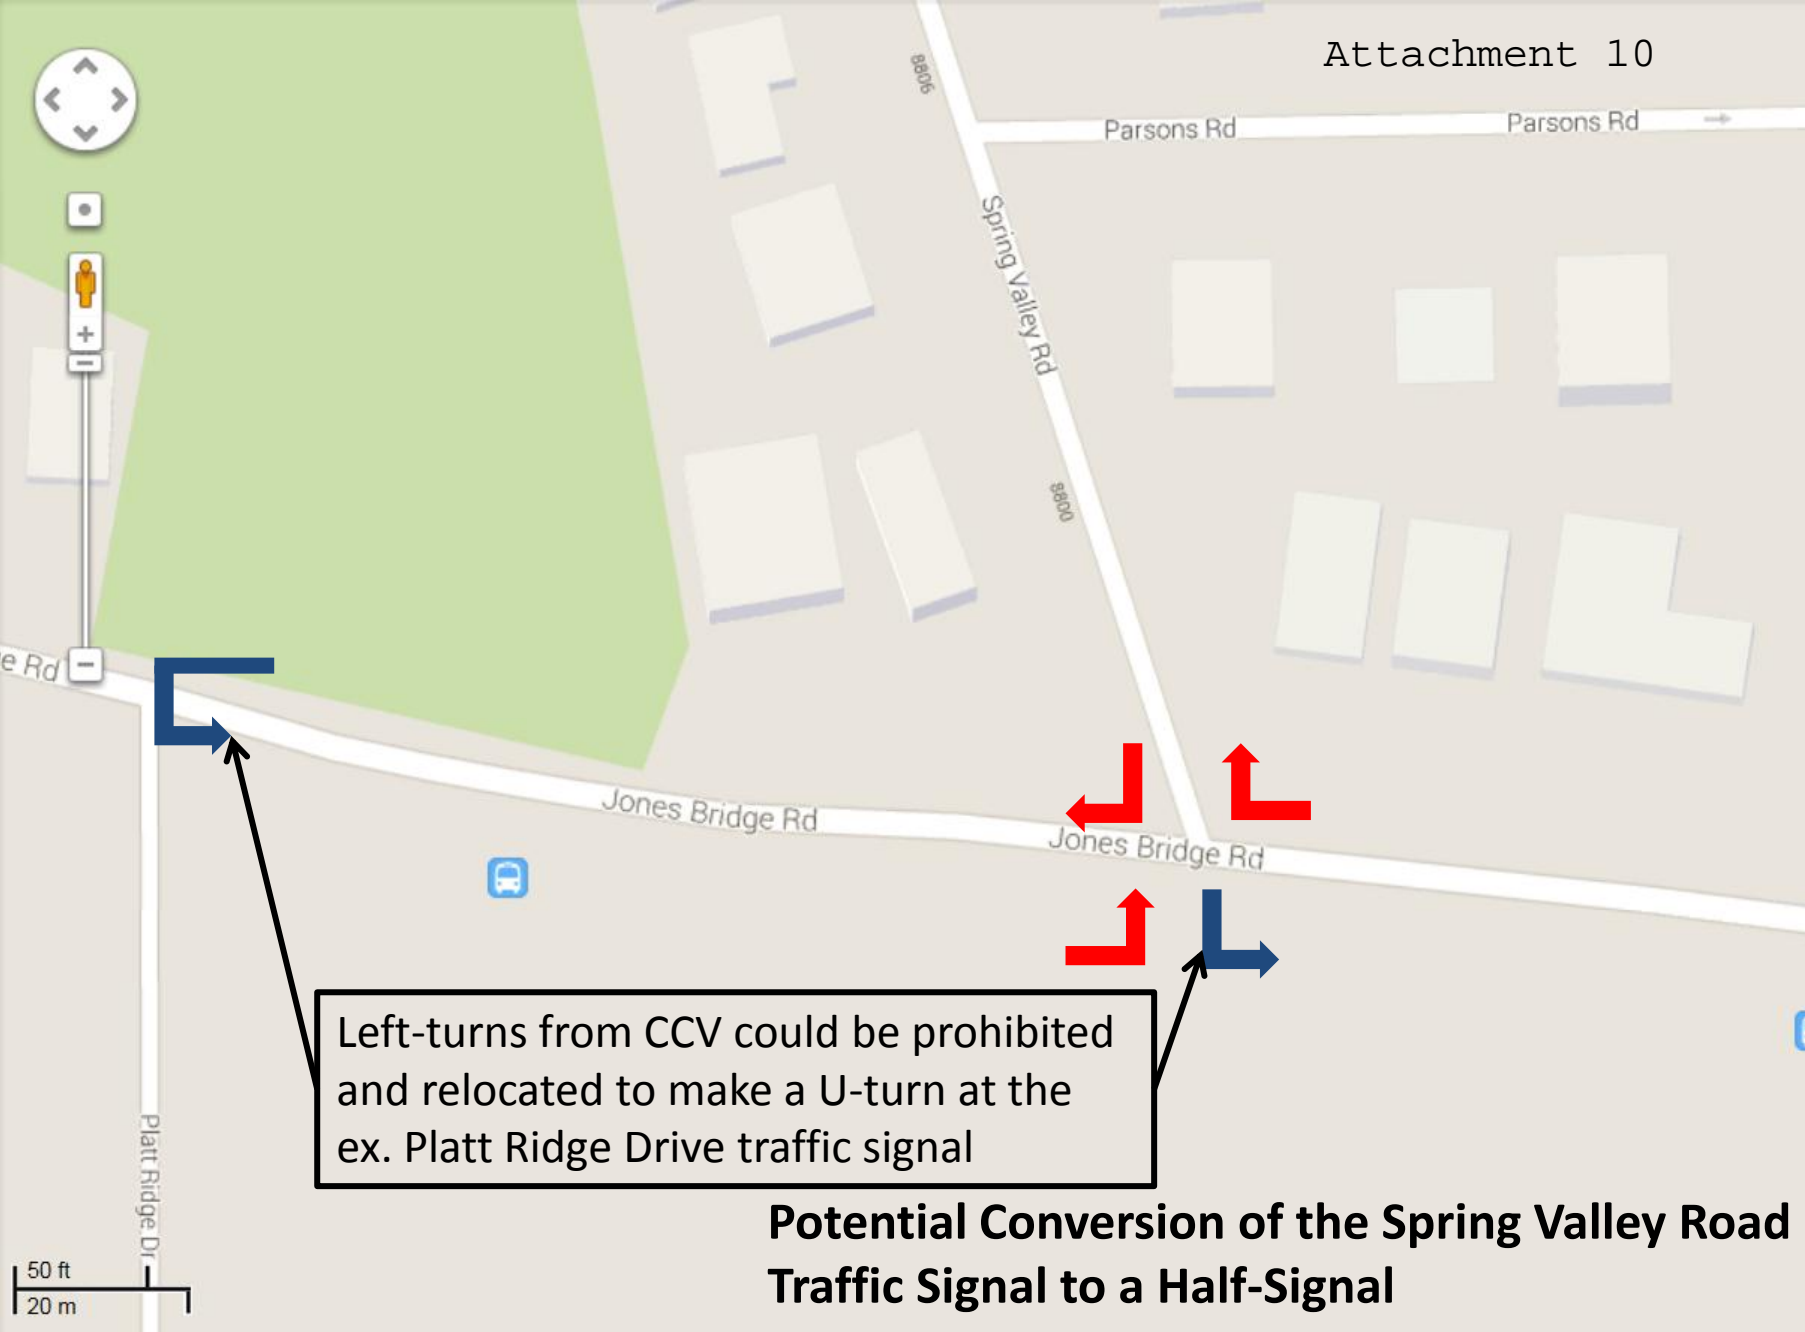 Attachment 10
8806
Parsons Rd
Parsons Rd
Spring Valley Rd
8800
e Rd
Jones Bridge Rd
Jones Bridge Rd
Left-turns from CCV could be prohibited
and relocated to make a U-turn at the
ex. Platt Ridge Drive traffic signal
Platt Ridge Dr
Potential Conversion of the Spring Valley Road
Traffic Signal to a Half-Signal
50 ft
20 m